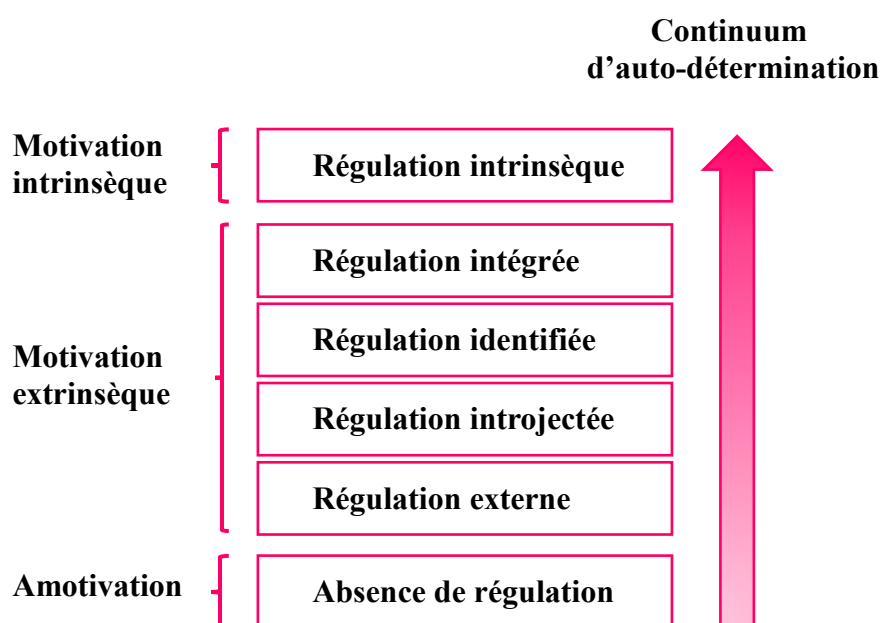 Continuum
d’auto-détermination
Motivation
intrinsèque
Régulation intrinsèque
Régulation intégrée
Régulation identifiée
Motivation
extrinsèque
Régulation introjectée
Régulation externe
Amotivation
Absence de régulation